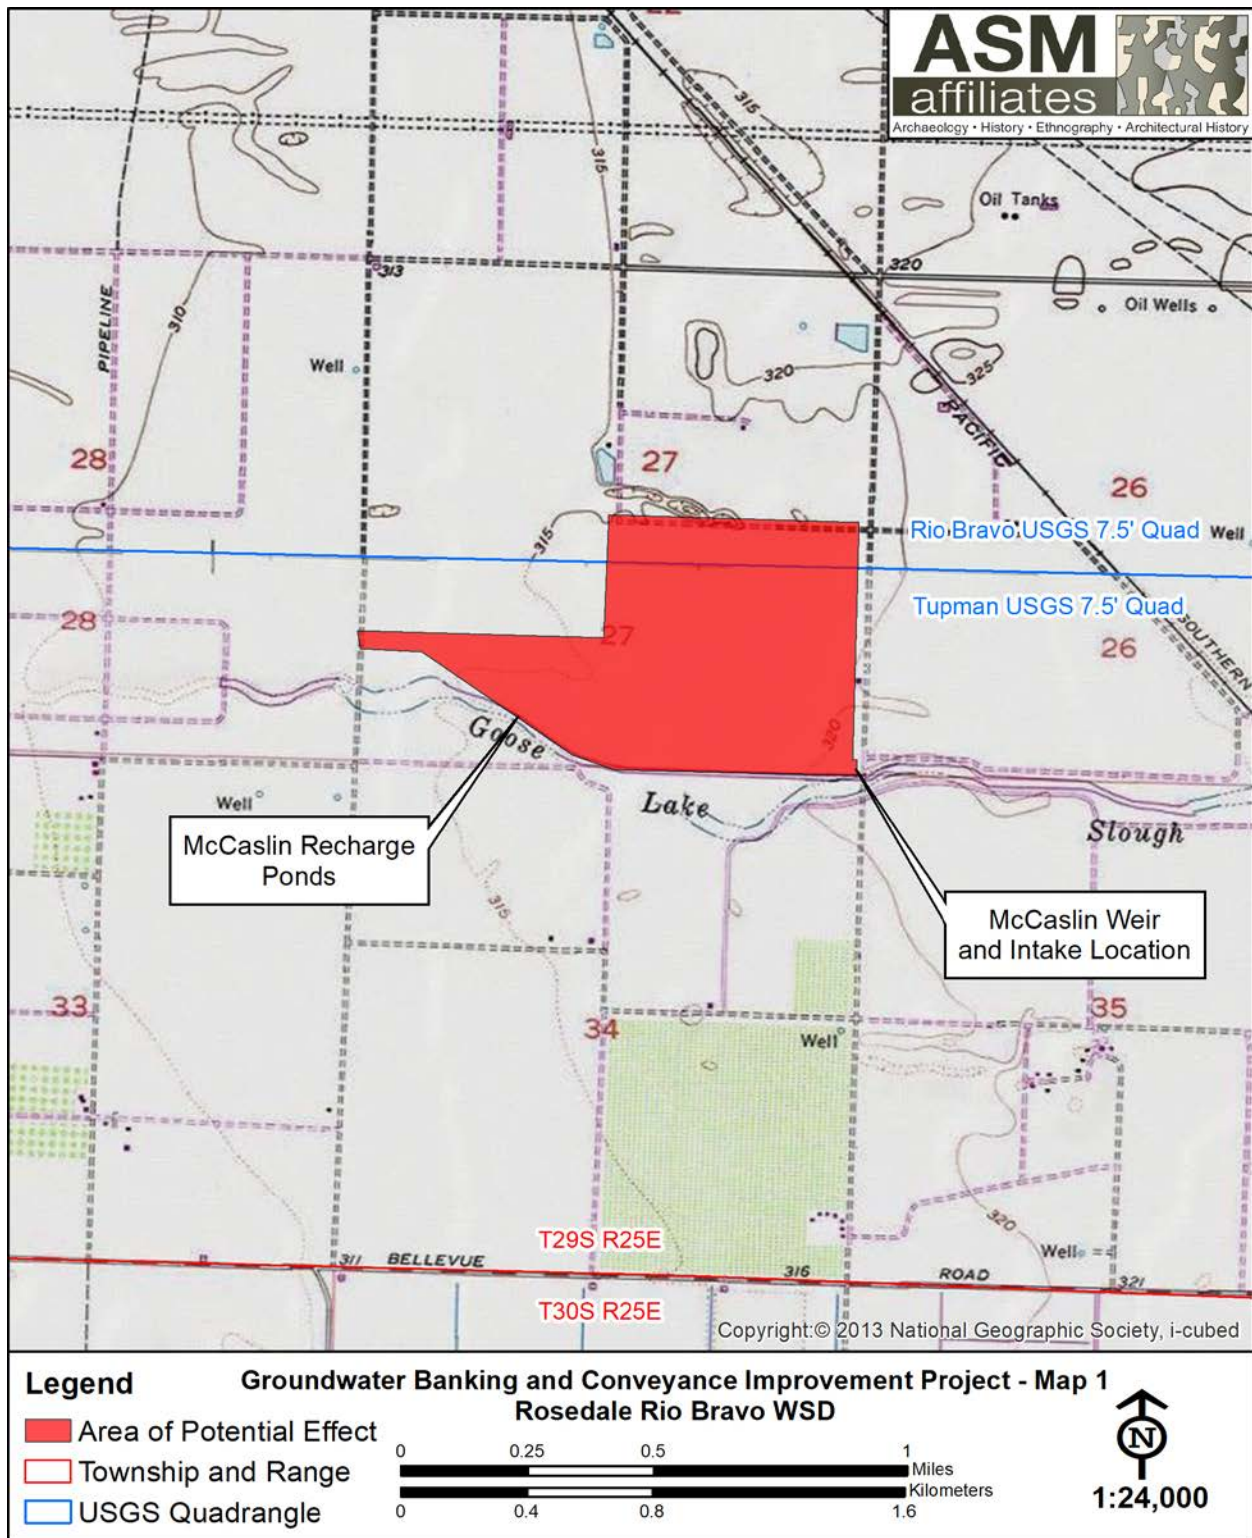 22
ASM
affiliates
Archaeology • History • Ethnography • Architectural History
315
315
Oil Tanks
313
320
310
PIPELINE
Oil Wells
Well
320
325
PACIFIC
28
27
26
315
Rio Bravo USGS 7.5' Quad
Well
Tupman USGS 7.5' Quad
28
27
26
SOUTHERN
Goose
320
Well
Lake
Slough
McCaslin Recharge
Ponds
315
McCaslin Weir
and Intake Location
33
34
35
Well
320
T29S R25E
Well
311
BELLEVUE
316
ROAD
321
T30S R25E
Copyright:© 2013 National Geographic Society, i-cubed
Legend
Area of Potential Effect
Township and Range
USGS Quadrangle
Groundwater Banking and Conveyance Improvement Project - Map 1
Rosedale Rio Bravo WSD
0 0.25 0.5 1
Miles
Kilometers
0 0.4 0.8 1.6
N
1:24,000